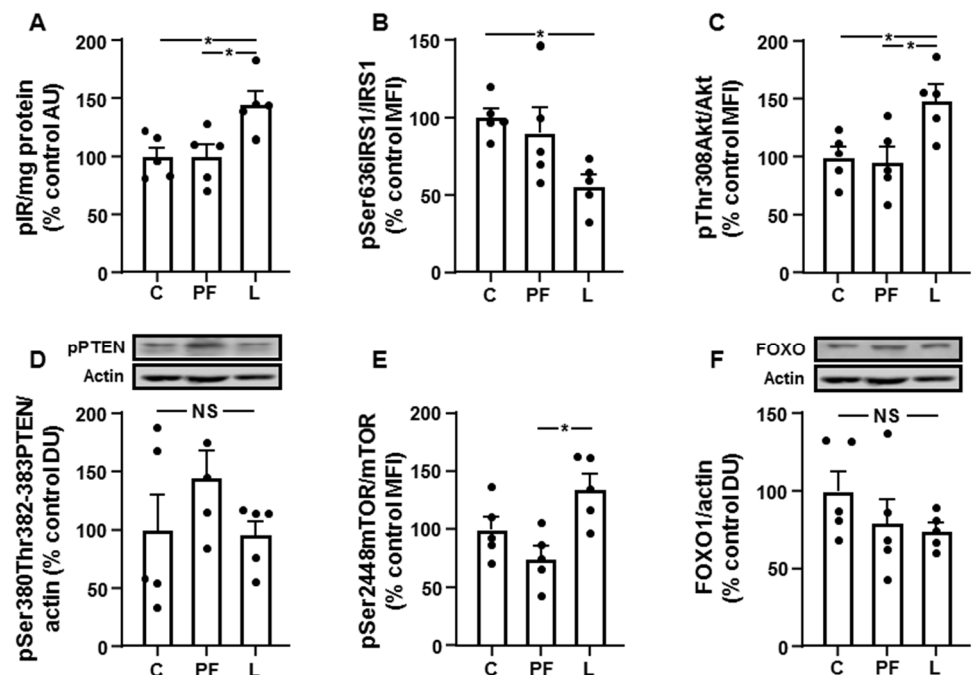 A
pIR/mg protein
(% control AU)
200
150
100
50
0
*
*
C PF L
B
pSer636IRS1/IRS1
(% control MFI)
150
100
50
0
*
C PF L
C
pThr308Akt/Akt
(% control MFI)
200
150
100
50
0
*
*
C PF L
D
pPTEN
Actin
pSer380Thr382-383PTEN/
actin (% control DU)
200
150
100
50
0
NS
C PF L
E
pSer2448mTOR/mTOR
(% control MFI)
200
150
100
50
0
*
C PF L
F
FOXO
Actin
FOXO1/actin
(% control DU)
150
100
50
0
NS
C PF L